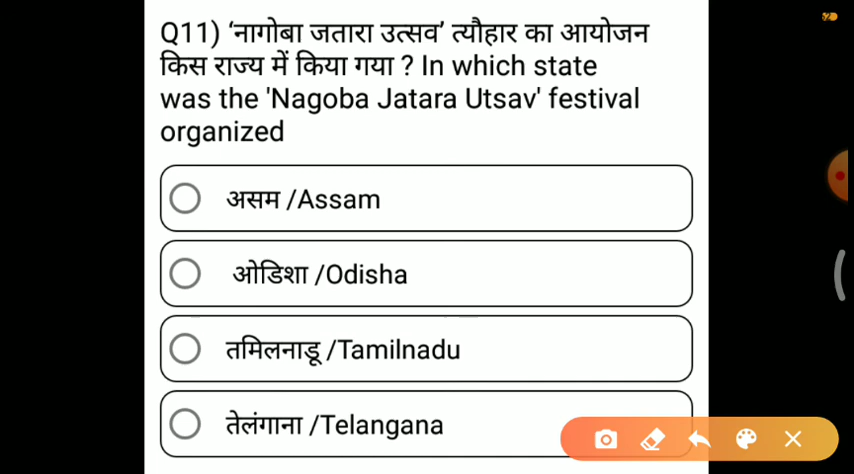 Q11) ‘नागोबा जतारा उत्सव’ त्यौहार का आयोजन
किस राज्य में किया गया ? In which state
was the 'Nagoba Jatara Utsav' festival
organized
असम /Assam
ओडिशा /Odisha
तमिलनाडू /Tamilnadu
तेलंगाना /Telangana